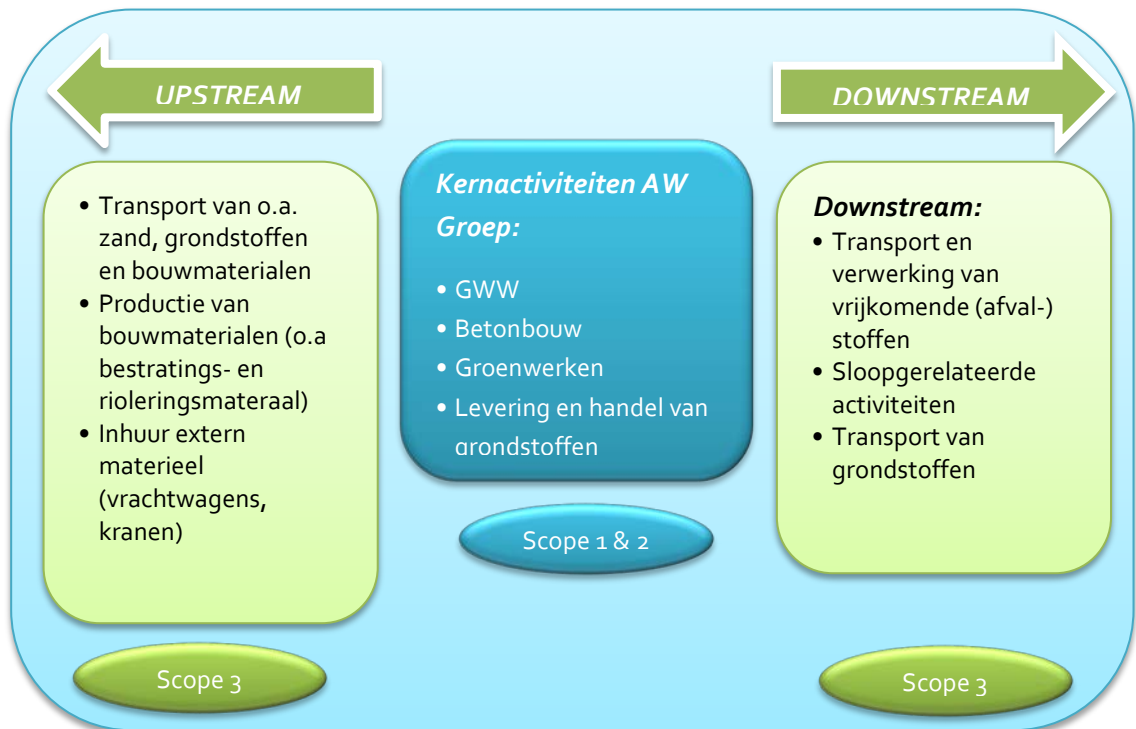 UPSTREAM
DOWNSTREAM
• Transport van o.a.
zand, grondstoffen
en bouwmaterialen
• Productie van
bouwmaterialen (o.a
bestratings- en
rioleringsmateraal)
• Inhuur extern
materieel
(vrachtwagens,
kranen)
Scope 3
Kernactiviteiten AW
Groep:
• GWW
• Betonbouw
• Groenwerken
• Levering en handel van
grondstoffen
Scope 1 & 2
Downstream:
• Transport en
verwerking van
vrijkomende (afval-)
stoffen
• Sloopgerelateerde
activiteiten
• Transport van
grondstoffen
Scope 3